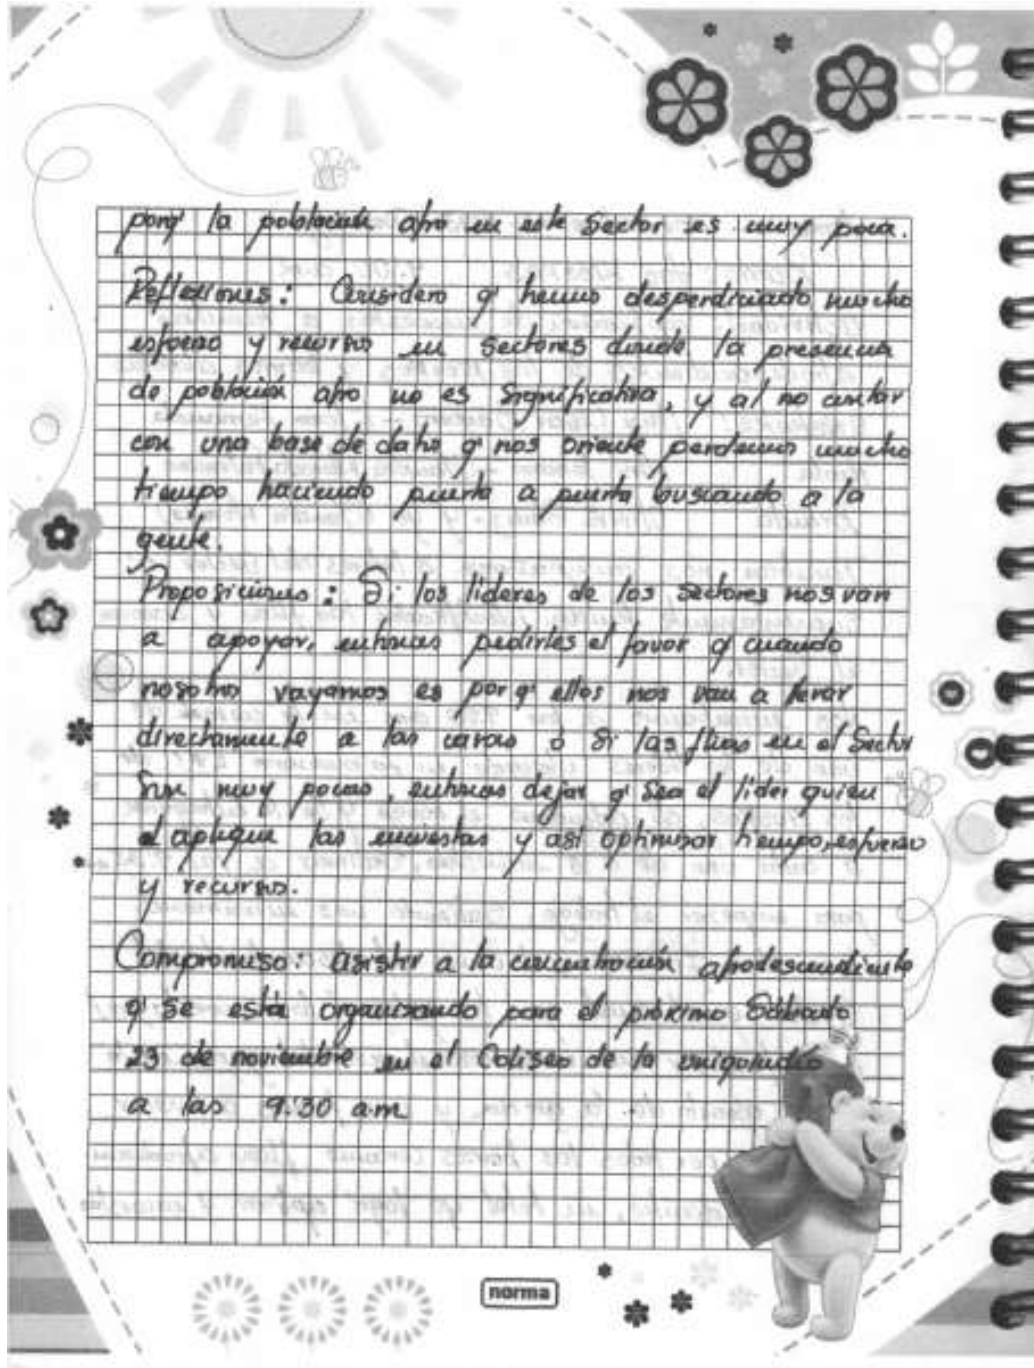 porq' la población afro en este sector es muy poca.
Reflexiones: Considero q' hemos desperdiciado mucho
esfuerzo y recursos en sectores donde la presencia
de población afro no es significativa, y al no contar
con una base de datos q' nos oriente perdemos mucho
tiempo haciendo puerta a puerta buscando a la
gente.
Proposiciones: Si los líderes de los sectores nos van
a apoyar, entonces pedirles el favor q' cuando
nosotros vayamos es por q' ellos nos van a llevar
directamente a las casas o si las flias en el sector
son muy pocas, entonces dejar q' sea el líder quien
aplique las encuestas y así optimizar tiempo, esfuerzo
y recursos.
Compromiso: asistir a la concentración afrodescendiente
q' se está organizando para el próximo Sábado
23 de noviembre en el Coliseo de la uniquindío
a las 9:30 a.m
norma